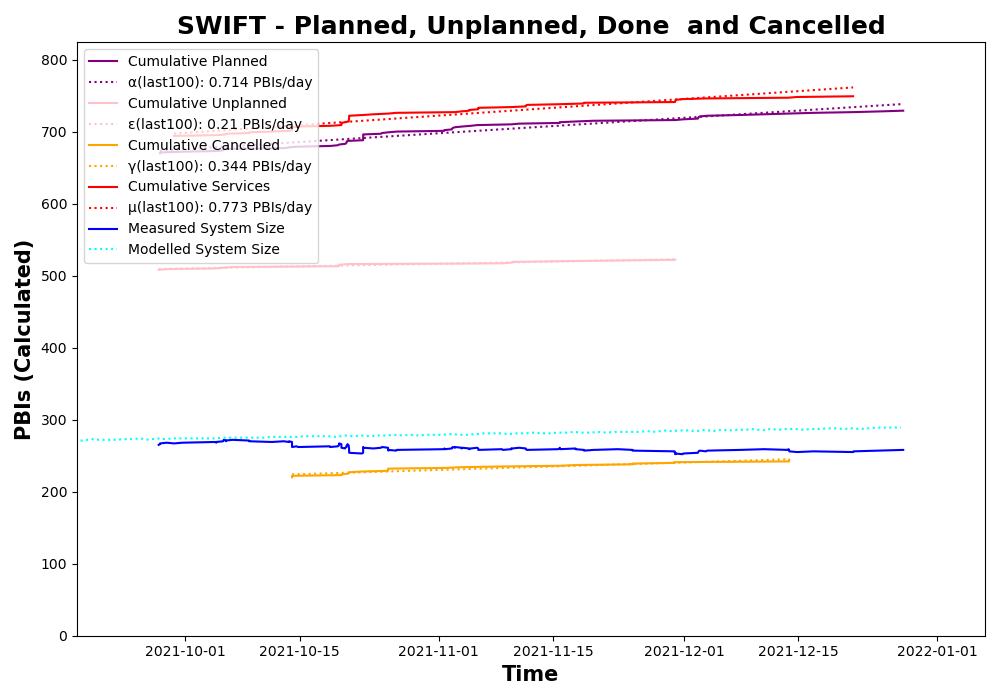 SWIFT - Planned, Unplanned, Done  and Cancelled
Cumulative Planned
α(last100): 0.714 PBIs/day
Cumulative Unplanned
ε(last100): 0.21 PBIs/day
Cumulative Cancelled
γ(last100): 0.344 PBIs/day
Cumulative Services
μ(last100): 0.773 PBIs/day
Measured System Size
Modelled System Size
PBIs (Calculated)
800
700
600
500
400
300
200
100
0
2021-10-01
2021-10-15
2021-11-01
2021-11-15
2021-12-01
2021-12-15
2022-01-01
Time